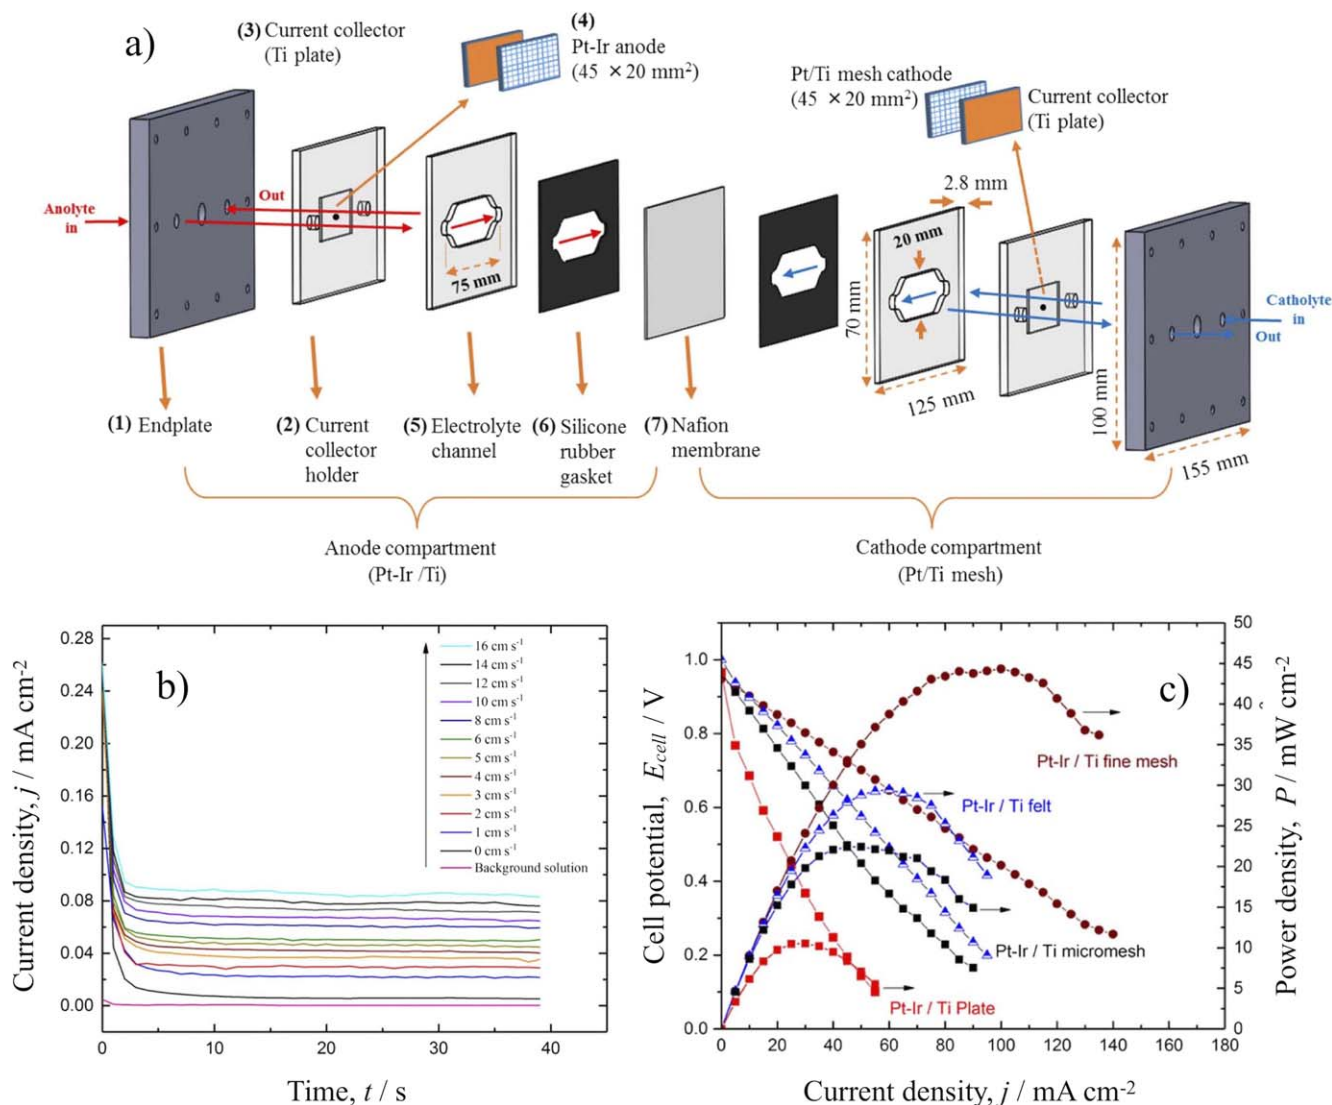 a)
(3) Current collector
(Ti plate)
(4)
Pt-Ir anode
(45 × 20 mm²)
Pt/Ti mesh cathode
(45 × 20 mm²)
Current collector
(Ti plate)
Anolyte
in
Out
75 mm
2.8 mm
20 mm
70 mm
125 mm
Catholyte
in
Out
100 mm
155 mm
(1) Endplate
(2) Current
collector
holder
(5) Electrolyte
channel
(6) Silicone
rubber
gasket
(7) Nafion
membrane
Anode compartment
(Pt-Ir /Ti)
Cathode compartment
(Pt/Ti mesh)
b)
Current density, j / mA cm-2
0.28
0.24
0.20
0.16
0.12
0.08
0.04
0.00
16 cm s-1
14 cm s-1
12 cm s-1
10 cm s-1
8 cm s-1
6 cm s-1
5 cm s-1
4 cm s-1
3 cm s-1
2 cm s-1
1 cm s-1
0 cm s-1
Background solution
0 10 20 30 40
Time, t / s
c)
Cell potential, Ecell / V
1.0
0.8
0.6
0.4
0.2
0.0
Pt-Ir / Ti fine mesh
Pt-Ir / Ti felt
Pt-Ir / Ti micromesh
Pt-Ir / Ti Plate
50
45
40
35
30
25
20
15
10
5
0
Power density, P / mW cm-2
0 20 40 60 80 100 120 140 160 180
Current density, j / mA cm-2